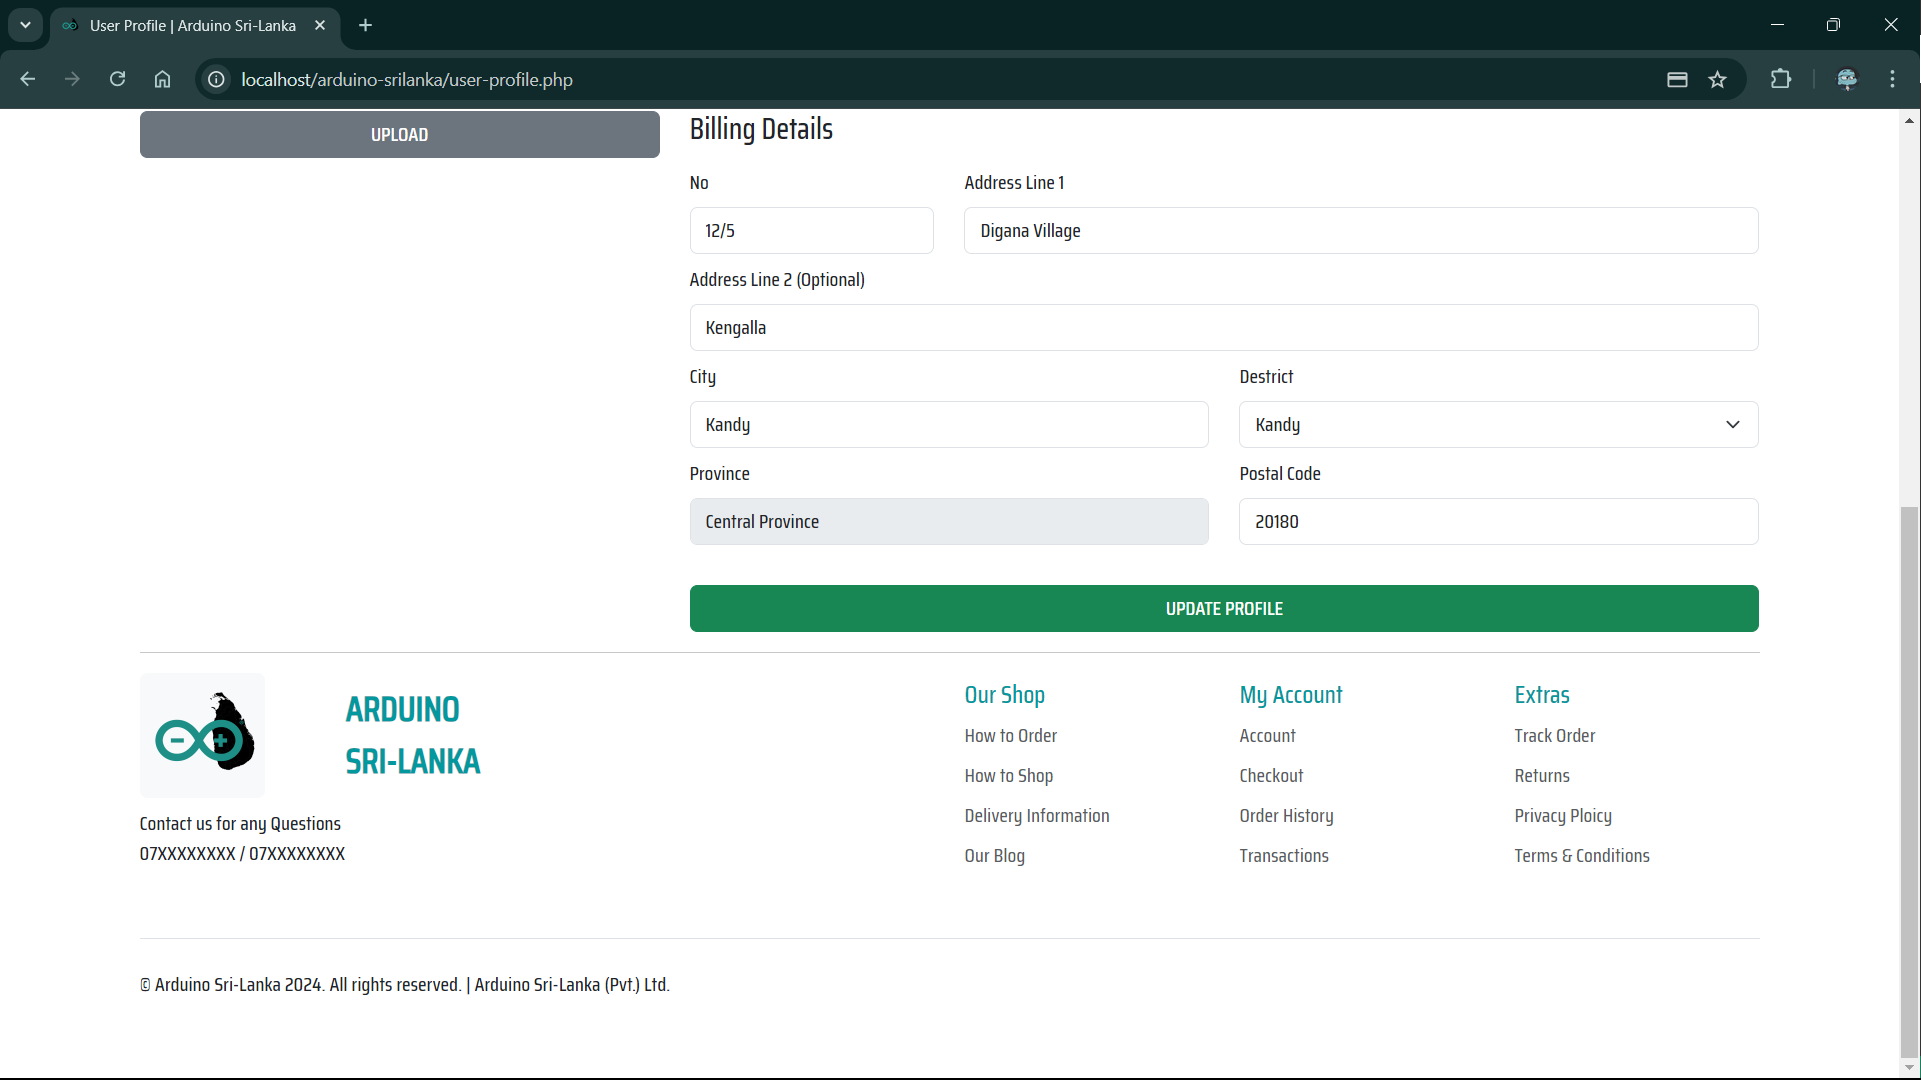 User Profile | Arduino Sri-Lanka
localhost/arduino-srilanka/user-profile.php
UPLOAD
Billing Details
No
Address Line 1
12/5
Digana Village
Address Line 2 (Optional)
Kengalla
City
Destrict
Kandy
Kandy
Province
Postal Code
Central Province
20180
UPDATE PROFILE
ARDUINO
SRI-LANKA
Contact us for any Questions
07XXXXXXXX / 07XXXXXXXX
Our Shop
How to Order
How to Shop
Delivery Information
Our Blog
My Account
Account
Checkout
Order History
Transactions
Extras
Track Order
Returns
Privacy Ploicy
Terms & Conditions
© Arduino Sri-Lanka 2024. All rights reserved. | Arduino Sri-Lanka (Pvt.) Ltd.